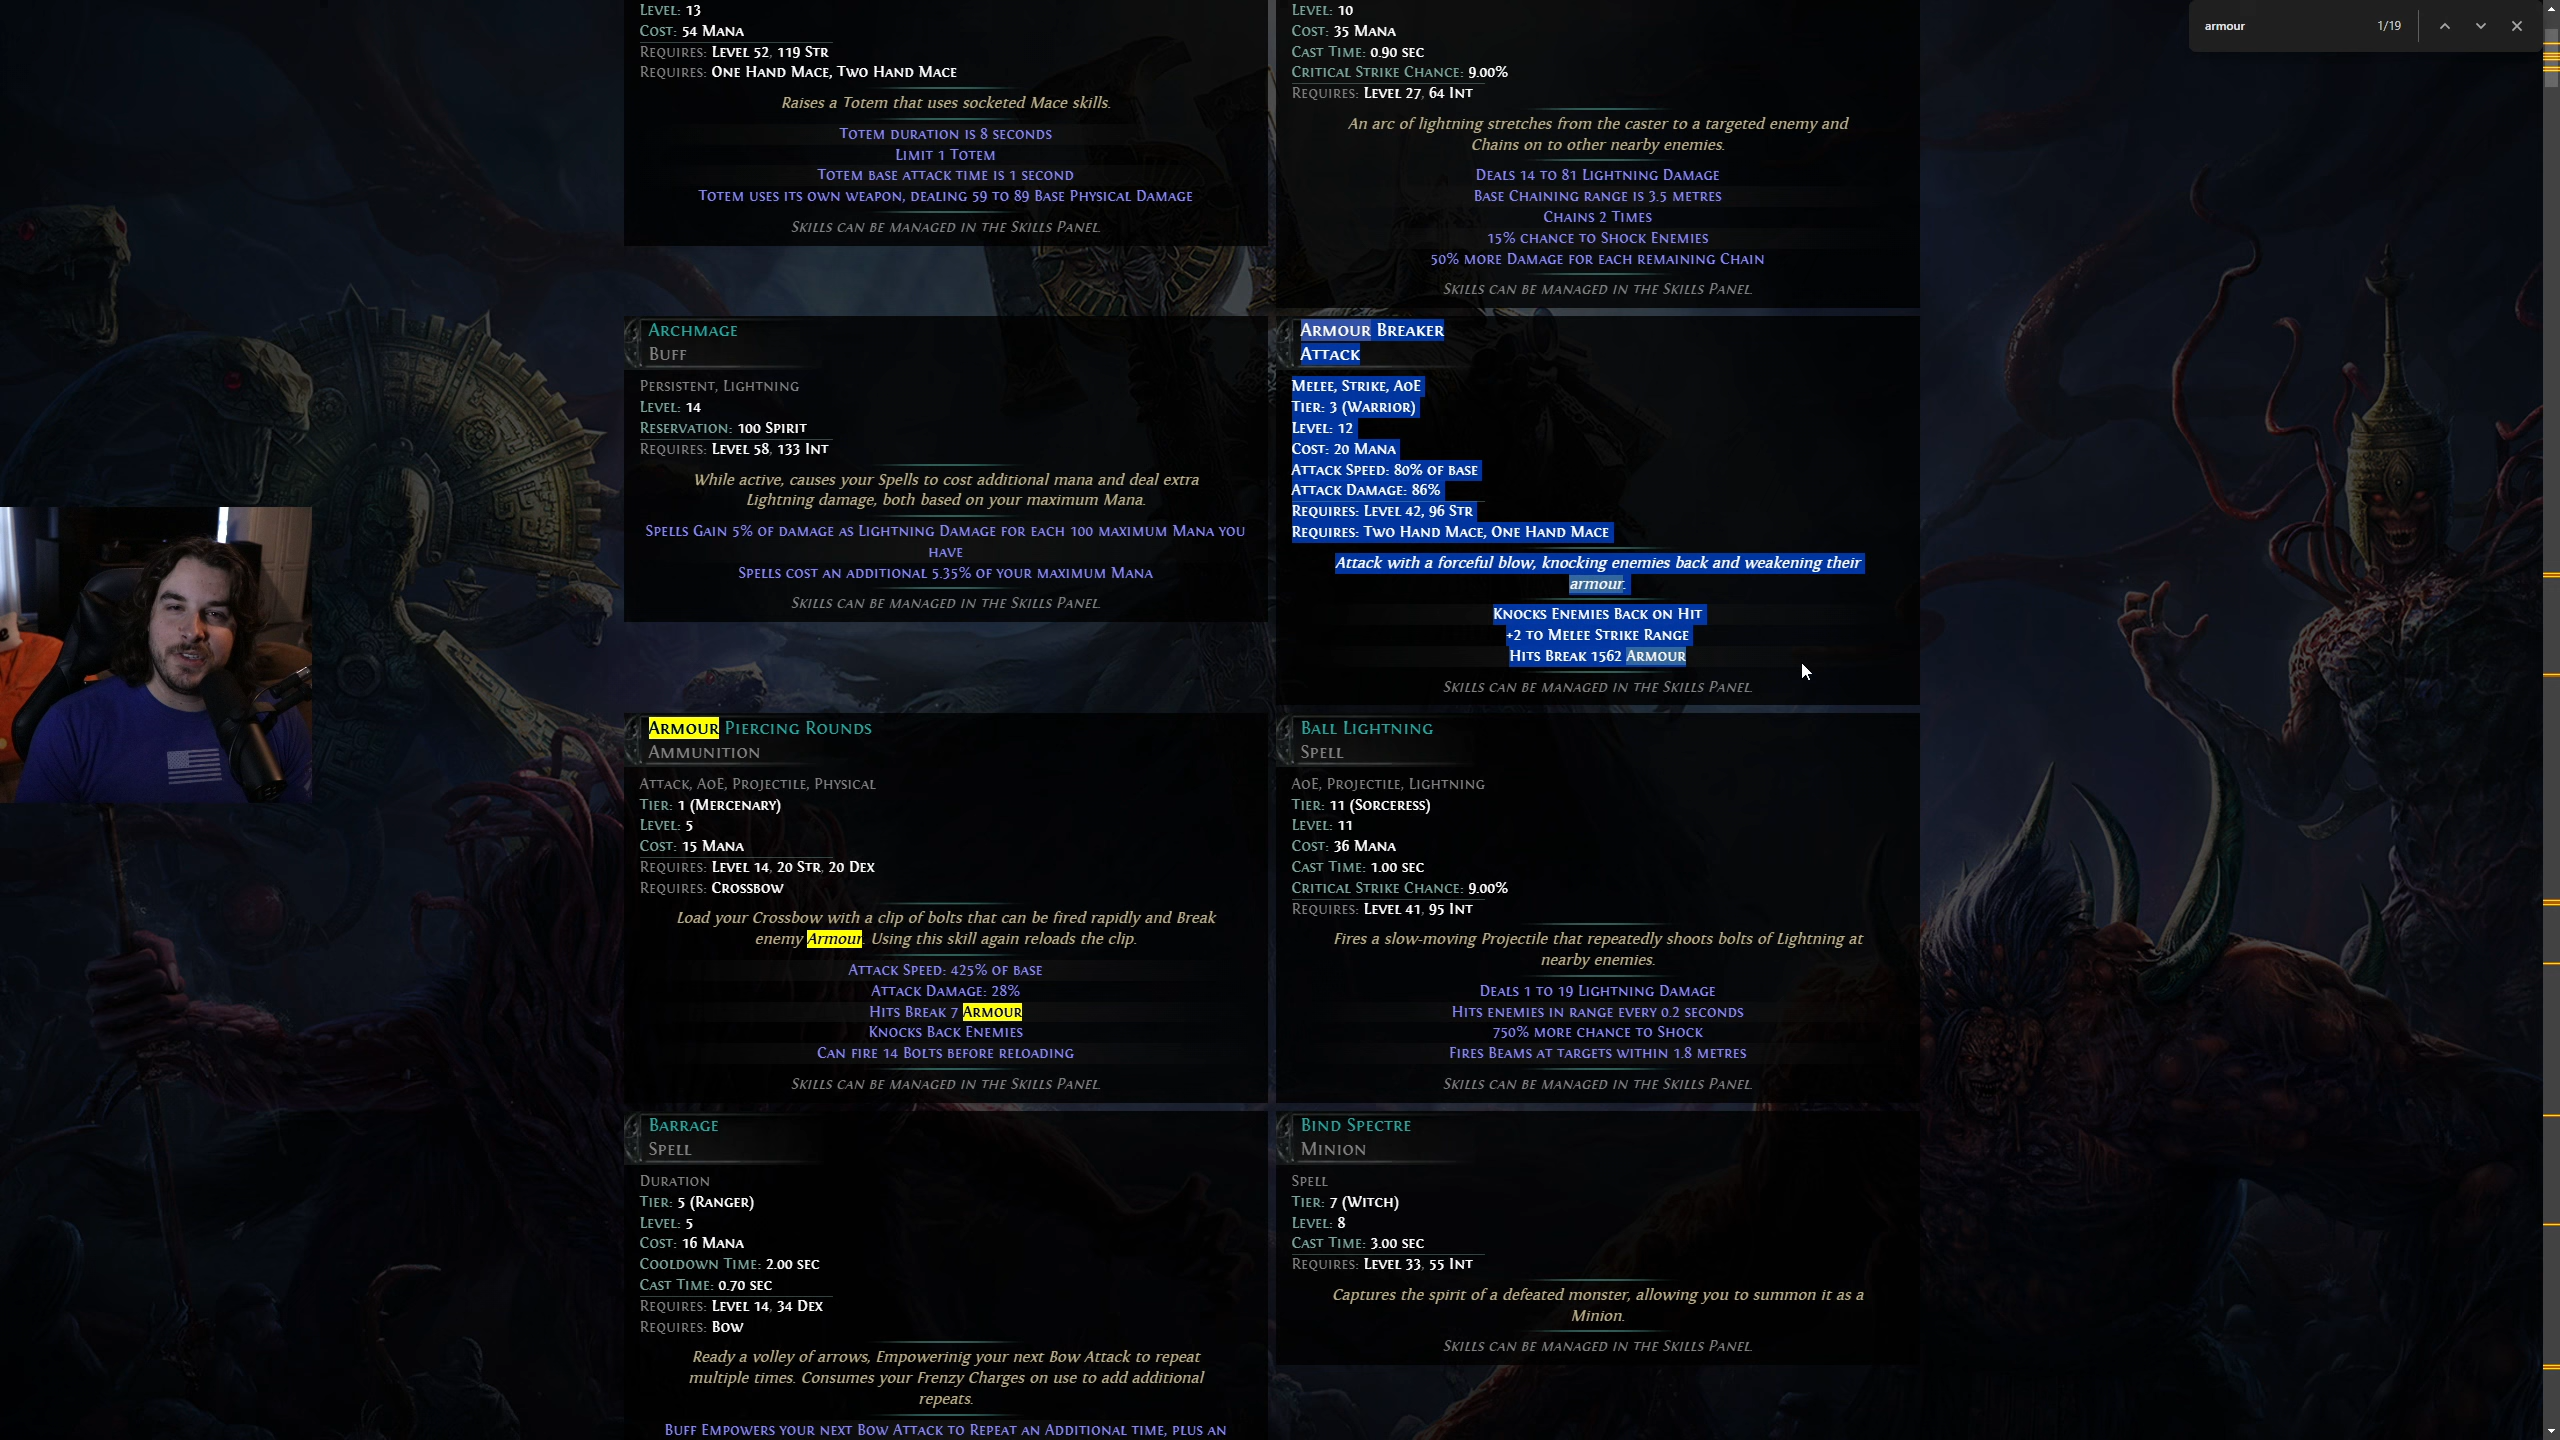 armour
1/19
Level: 13
Cost: 54 Mana
Requires: Level 52, 119 Str
Requires: One Hand Mace, Two Hand Mace
Raises a Totem that uses socketed Mace skills.
Totem duration is 8 seconds
Limit 1 Totem
Totem base attack time is 1 second
Totem uses its own weapon, dealing 59 to 89 Base Physical Damage
Skills can be managed in the Skills Panel.
Level: 10
Cost: 35 Mana
Cast Time: 0.90 sec
Critical Strike Chance: 9.00%
Requires: Level 27, 64 Int
An arc of lightning stretches from the caster to a targeted enemy and
Chains on to other nearby enemies.
Deals 14 to 81 Lightning Damage
Base Chaining range is 3.5 metres
Chains 2 Times
15% chance to Shock Enemies
50% more Damage for each remaining Chain
Skills can be managed in the Skills Panel.
Archmage
Buff
Persistent, Lightning
Level: 14
Reservation: 100 Spirit
Requires: Level 58, 133 Int
While active, causes your Spells to cost additional mana and deal extra
Lightning damage, both based on your maximum Mana.
Spells Gain 5% of damage as Lightning Damage for each 100 maximum Mana you
have
Spells cost an additional 5.35% of your maximum Mana
Skills can be managed in the Skills Panel.
Armour Breaker
Attack
Melee, Strike, AoE
Tier: 3 (Warrior)
Level: 12
Cost: 20 Mana
Attack Speed: 80% of base
Attack Damage: 86%
Requires: Level 42, 96 Str
Requires: Two Hand Mace, One Hand Mace
Attack with a forceful blow, knocking enemies back and weakening their
armour.
Knocks Enemies Back on Hit
+2 to Melee Strike Range
Hits Break 1562 Armour
Skills can be managed in the Skills Panel.
Armour Piercing Rounds
Ammunition
Attack, AoE, Projectile, Physical
Tier: 1 (Mercenary)
Level: 5
Cost: 15 Mana
Requires: Level 14, 20 Str, 20 Dex
Requires: Crossbow
Load your Crossbow with a clip of bolts that can be fired rapidly and Break
enemy Armour. Using this skill again reloads the clip.
Attack Speed: 425% of base
Attack Damage: 28%
Hits Break 7 Armour
Knocks Back Enemies
Can fire 14 Bolts before reloading
Skills can be managed in the Skills Panel.
Ball Lightning
Spell
AoE, Projectile, Lightning
Tier: 11 (Sorceress)
Level: 11
Cost: 36 Mana
Cast Time: 1.00 sec
Critical Strike Chance: 9.00%
Requires: Level 41, 95 Int
Fires a slow-moving Projectile that repeatedly shoots bolts of Lightning at
nearby enemies.
Deals 1 to 19 Lightning Damage
Hits enemies in range every 0.2 seconds
750% more chance to Shock
Fires Beams at targets within 1.8 metres
Skills can be managed in the Skills Panel.
Barrage
Spell
Duration
Tier: 5 (Ranger)
Level: 5
Cost: 16 Mana
Cooldown Time: 2.00 sec
Cast Time: 0.70 sec
Requires: Level 14, 34 Dex
Requires: Bow
Ready a volley of arrows, Empowering your next Bow Attack to repeat
multiple times. Consumes your Frenzy Charges on use to add additional
repeats.
Buff Empowers your next Bow Attack to Repeat an Additional time, plus an
Bind Spectre
Minion
Spell
Tier: 7 (Witch)
Level: 8
Cast Time: 3.00 sec
Requires: Level 33, 55 Int
Captures the spirit of a defeated monster, allowing you to summon it as a
Minion.
Skills can be managed in the Skills Panel.